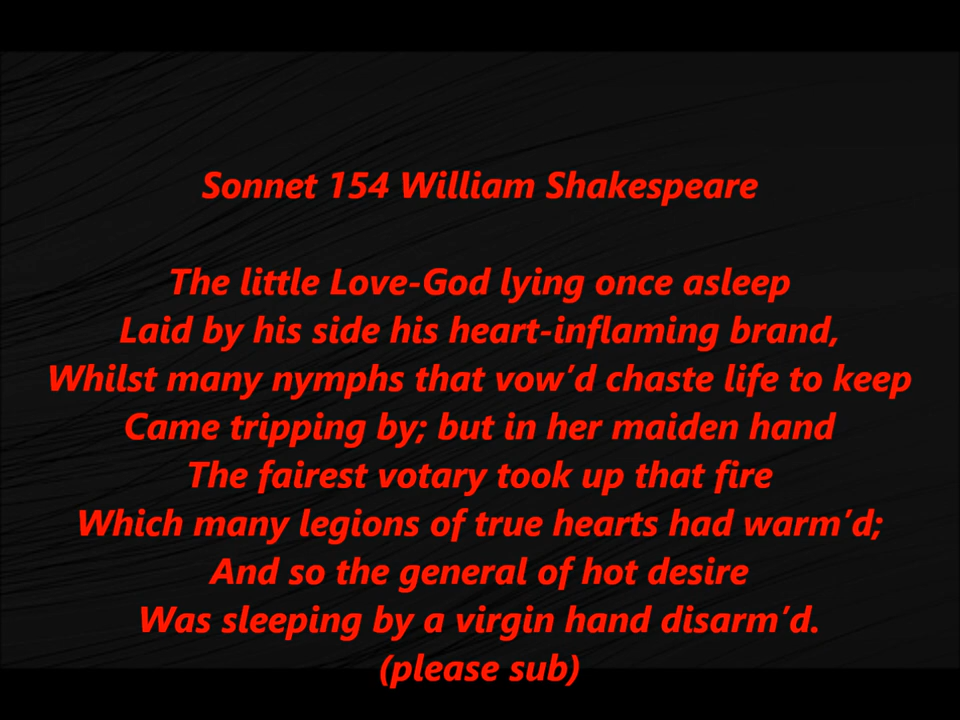 Sonnet 154 William Shakespeare
The little Love-God lying once asleep
Laid by his side his heart-inflaming brand,
Whilst many nymphs that vow’d chaste life to keep
Came tripping by; but in her maiden hand
The fairest votary took up that fire
Which many legions of true hearts had warm’d;
And so the general of hot desire
Was sleeping by a virgin hand disarm’d.
(please sub)